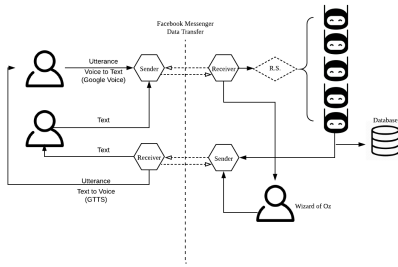 Facebook Messenger
Data Transfer
Utterance
Voice to Text
(Google Voice)
Sender
Receiver
R.S.
Text
Database
Text
Receiver
Sender
Utterance
Text to Voice
(GTTS)
Wizard of Oz